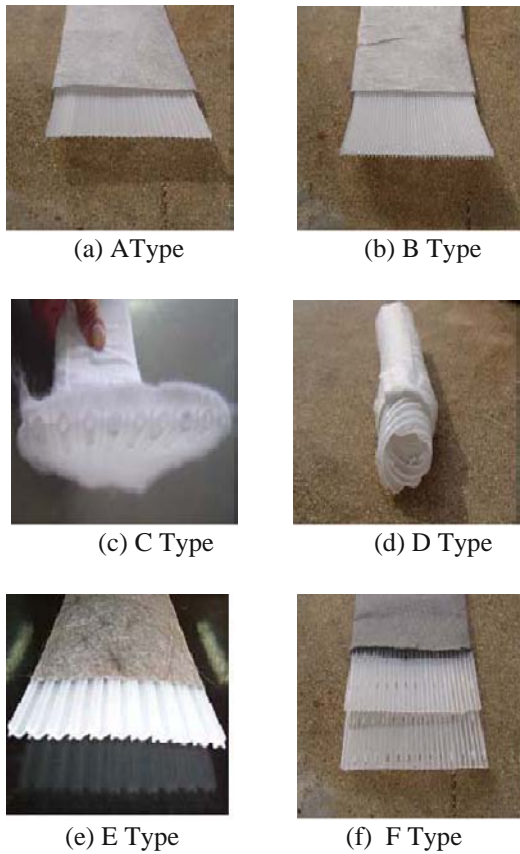 (a) AType
(b) B Type
(c) C Type
(d) D Type
(e) E Type
(f) F Type